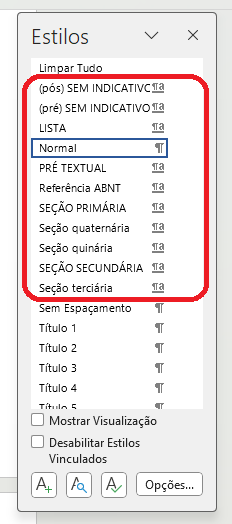 Estilos
Limpar Tudo
(pós) SEM INDICATIVC
(pré) SEM INDICATIVO
LISTA
Normal
PRÉ TEXTUAL
Referência ABNT
SEÇÃO PRIMÁRIA
Seção quaternária
Seção quinária
SEÇÃO SECUNDÁRIA
Seção terciária
Sem Espaçamento
Título 1
Título 2
Título 3
Título 4
Título 5
Mostrar Visualização
Desabilitar Estilos
Vinculados
Opções...